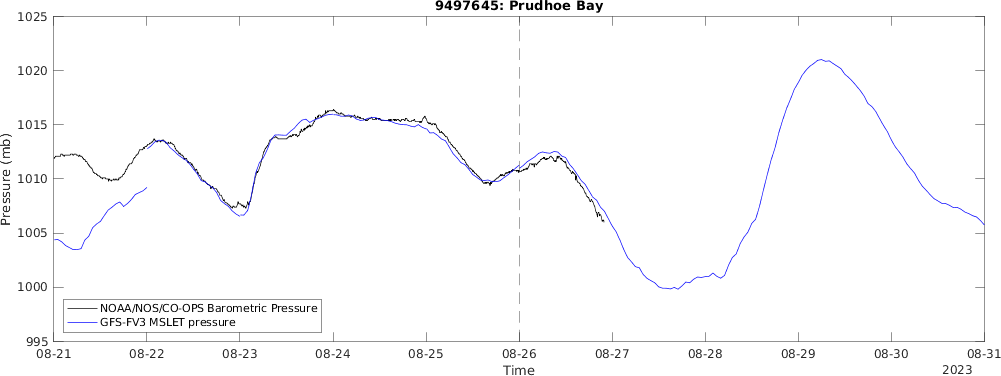 9497645: Prudhoe Bay
Pressure (mb)
1025
1020
1015
1010
1005
1000
995
NOAA/NOS/CO-OPS Barometric Pressure
GFS-FV3 MSLET pressure
08-21 08-22 08-23 08-24 08-25 08-26 08-27 08-28 08-29 08-30 08-31
Time
2023